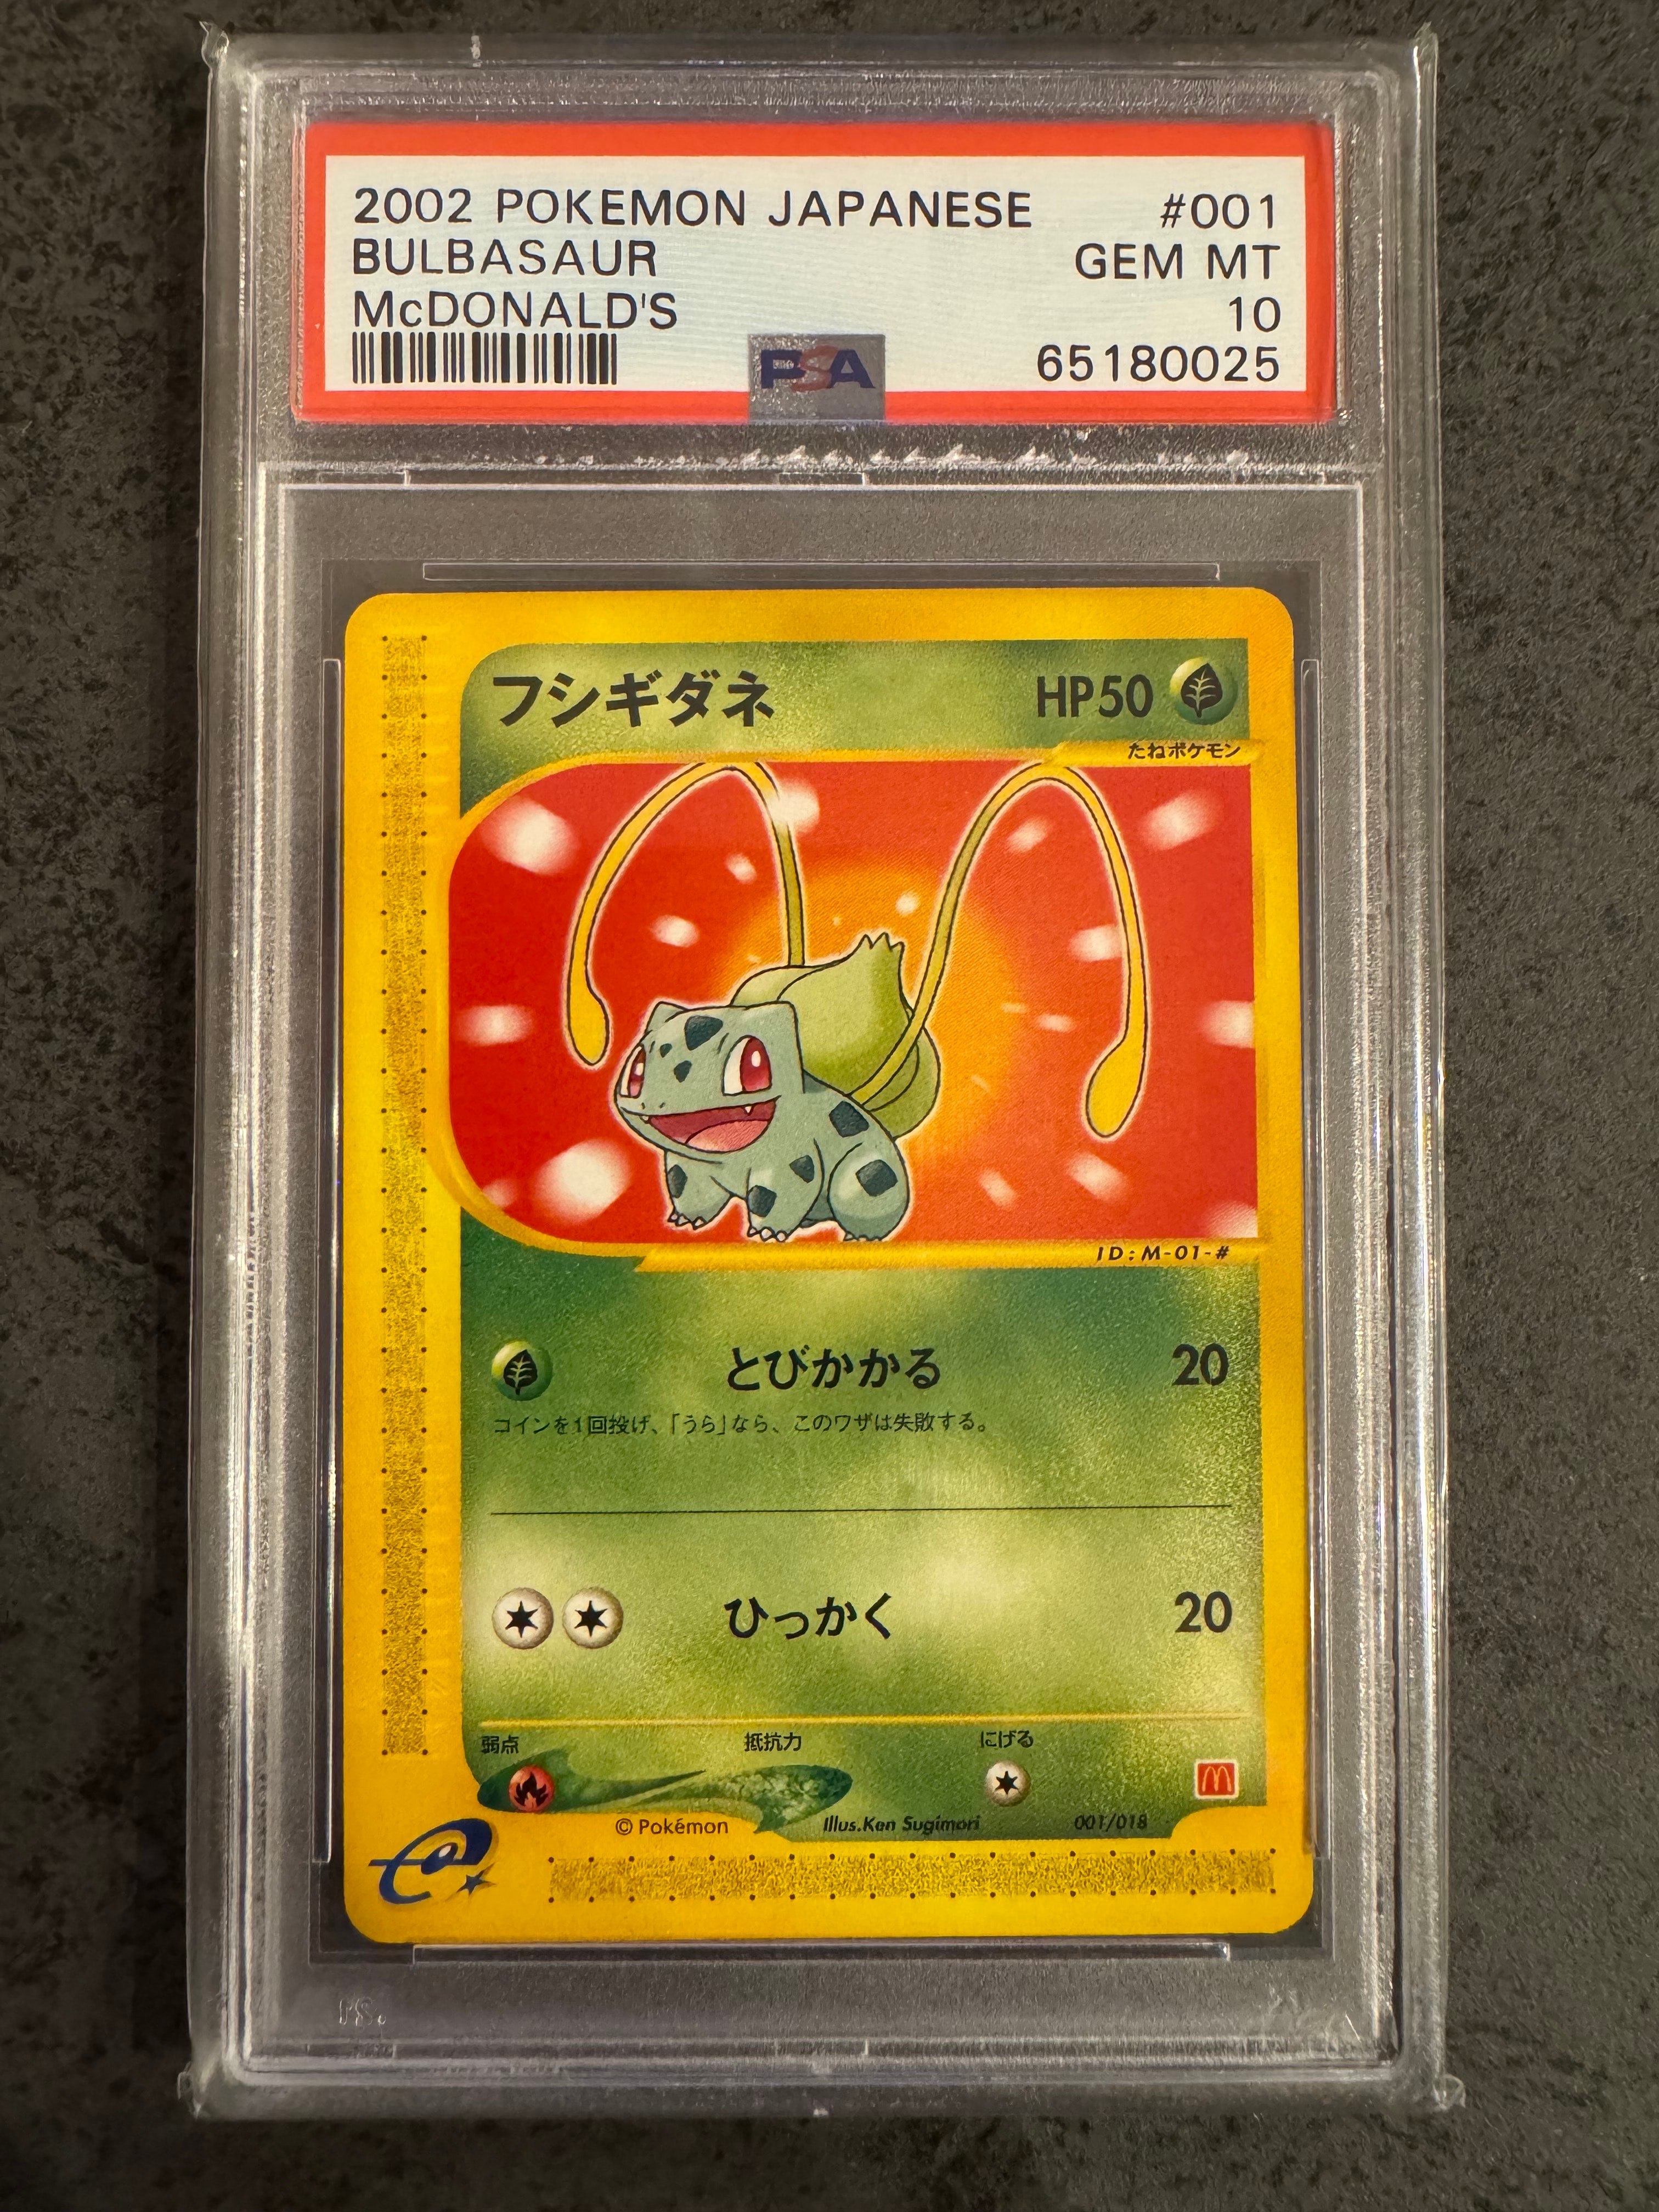 2002 POKEMON JAPANESE #001
BULBASAUR GEM MT
McDONALD'S 10
PSA 65180025
フシギダネ HP50
たねポケモン
ID:M-01-#
とびかかる 20
コインを1回投げ、「うら」なら、このワザは失敗する。
ひっかく 20
弱点 抵抗力 にげる
© Pokémon Illus.Ken Sugimori 001/018
e